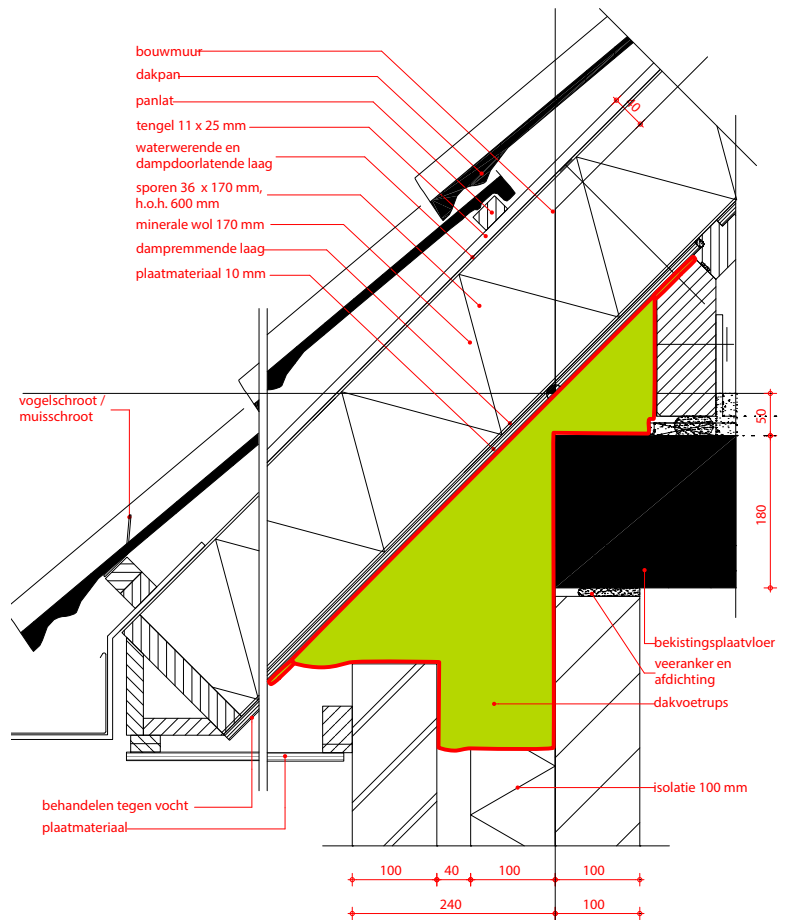 bouwmuur
dakpan
panlat
tengel 11 x 25 mm
waterwerende en
dampdoorlatende laag
sporen 36 x 170 mm,
h.o.h. 600 mm
minerale wol 170 mm
dampremmende laag
plaatmateriaal 10 mm
40
vogelschroot /
muisschroot
50
180
bekistingsplaatvloer
veeranker en
afdichting
dakvoetrups
isolatie 100 mm
behandelen tegen vocht
plaatmateriaal
100 40 100 100
240 100